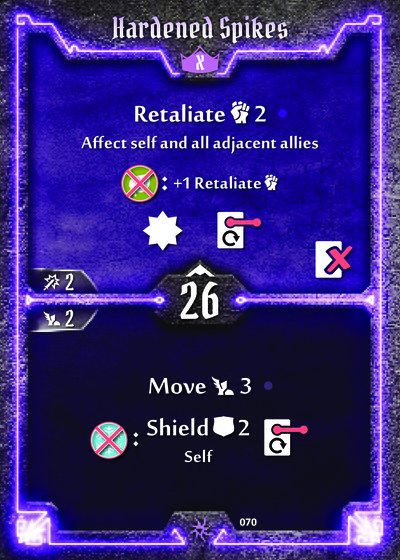 Hardened Spikes
X
Retaliate 2
Affect self and all adjacent allies
: +1 Retaliate
2
26
2
Move 3
: Shield 2
Self
070